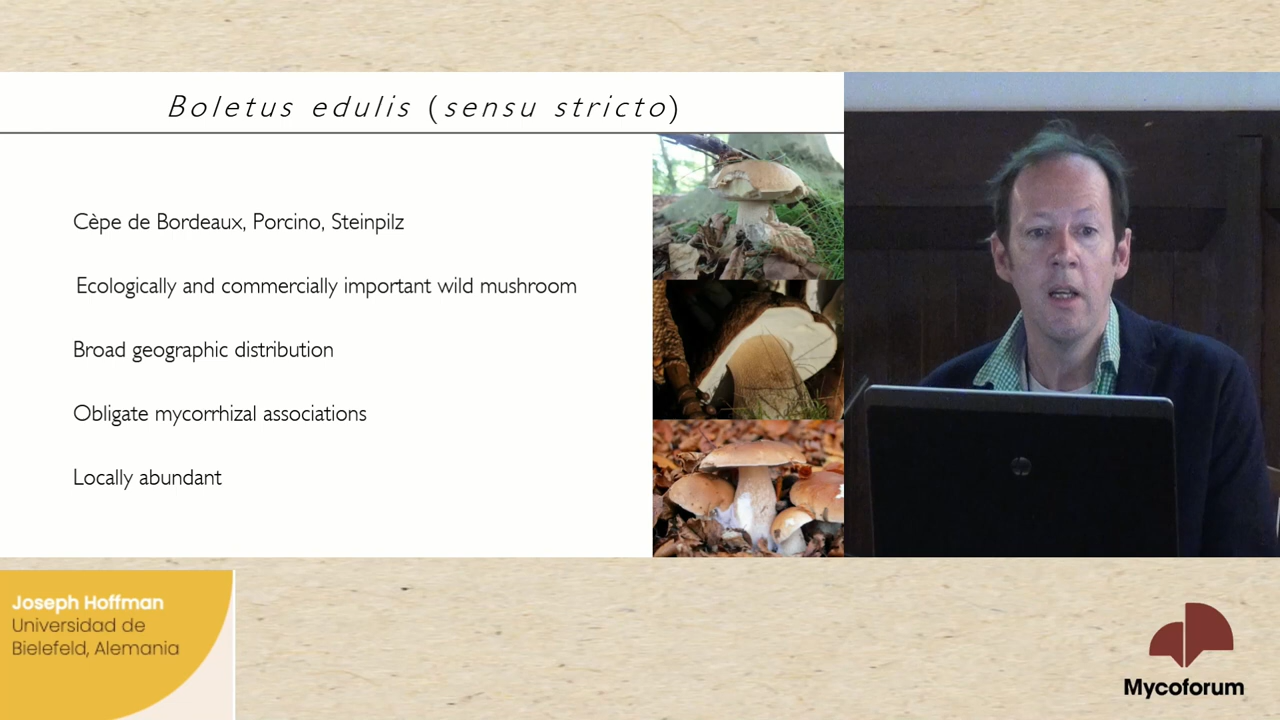 Boletus edulis (sensu stricto)
Cèpe de Bordeaux, Porcino, Steinpilz
Ecologically and commercially important wild mushroom
Broad geographic distribution
Obligate mycorrhizal associations
Locally abundant
Joseph Hoffman
Universidad de
Bielefeld, Alemania
Mycoforum